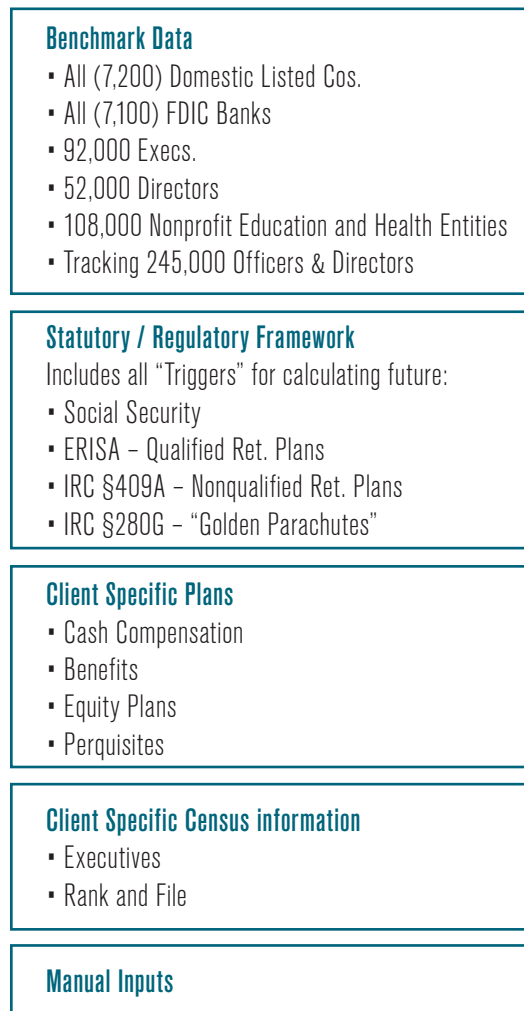 Benchmark Data
▪ All (7,200) Domestic Listed Cos.
▪ All (7,100) FDIC Banks
▪ 92,000 Execs.
▪ 52,000 Directors
▪ 108,000 Nonprofit Education and Health Entities
▪ Tracking 245,000 Officers & Directors
Statutory / Regulatory Framework
Includes all “Triggers” for calculating future:
▪ Social Security
▪ ERISA – Qualified Ret. Plans
▪ IRC §409A – Nonqualified Ret. Plans
▪ IRC §280G – “Golden Parachutes”
Client Specific Plans
▪ Cash Compensation
▪ Benefits
▪ Equity Plans
▪ Perquisites
Client Specific Census information
▪ Executives
▪ Rank and File
Manual Inputs